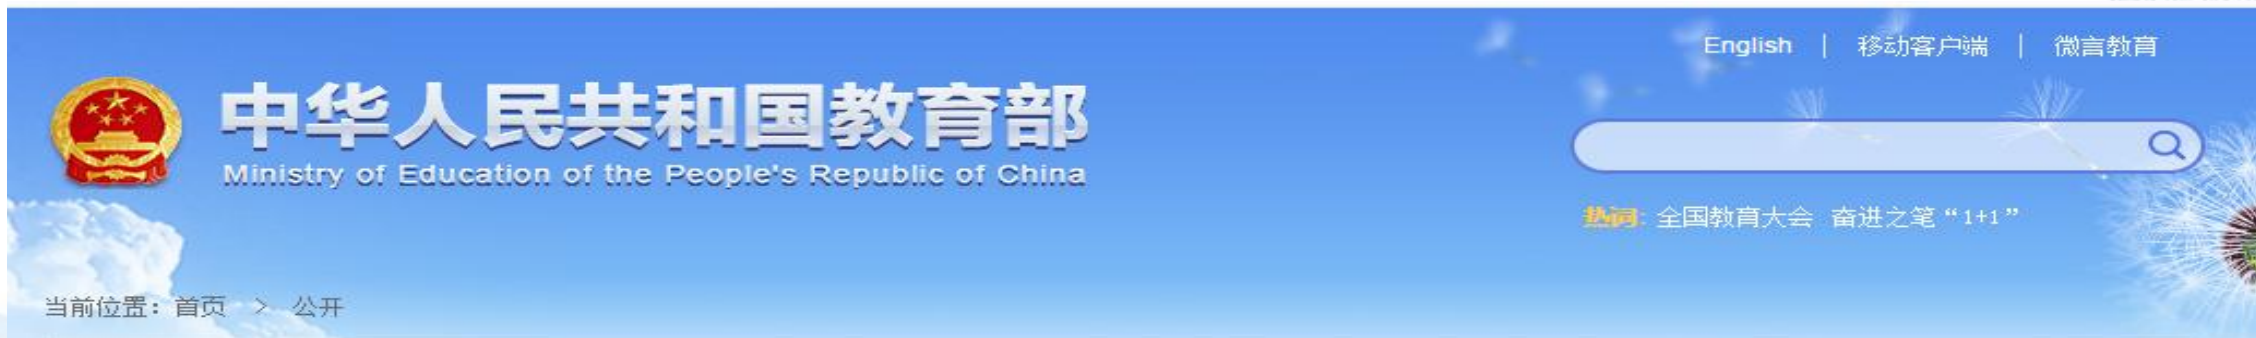 English | 移动客户端 | 微言教育
中华人民共和国教育部
Ministry of Education of the People's Republic of China
热词: 全国教育大会 奋进之笔“1+1”
当前位置：首页 > 公开